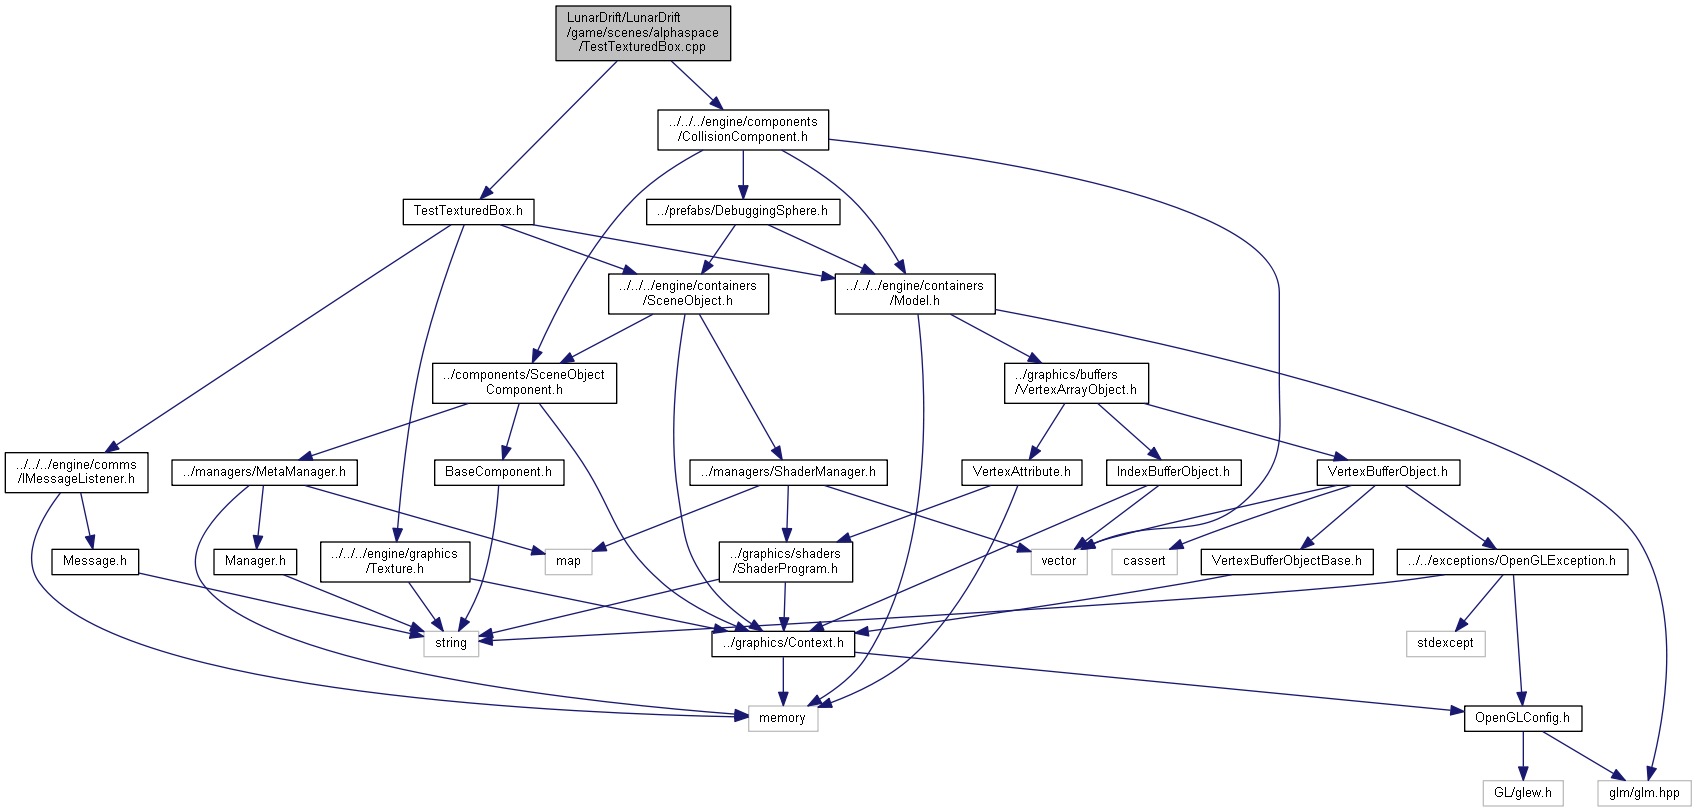 LunarDrift/LunarDrift
/game/scenes/alphaspace
/TestTexturedBox.cpp
../../../engine/components
/CollisionComponent.h
TestTexturedBox.h
../prefabs/DebuggingSphere.h
../../../engine/containers
/SceneObject.h
../../../engine/containers
/Model.h
../components/SceneObject
Component.h
../graphics/buffers
/VertexArrayObject.h
../../../engine/comms
/IMessageListener.h
../managers/MetaManager.h
BaseComponent.h
../managers/ShaderManager.h
VertexAttribute.h
IndexBufferObject.h
VertexBufferObject.h
Message.h
Manager.h
../../../engine/graphics
/Texture.h
map
../graphics/shaders
/ShaderProgram.h
vector
cassert
VertexBufferObjectBase.h
../../exceptions/OpenGLException.h
string
../graphics/Context.h
stdexcept
memory
OpenGLConfig.h
GL/glew.h
glm/glm.hpp